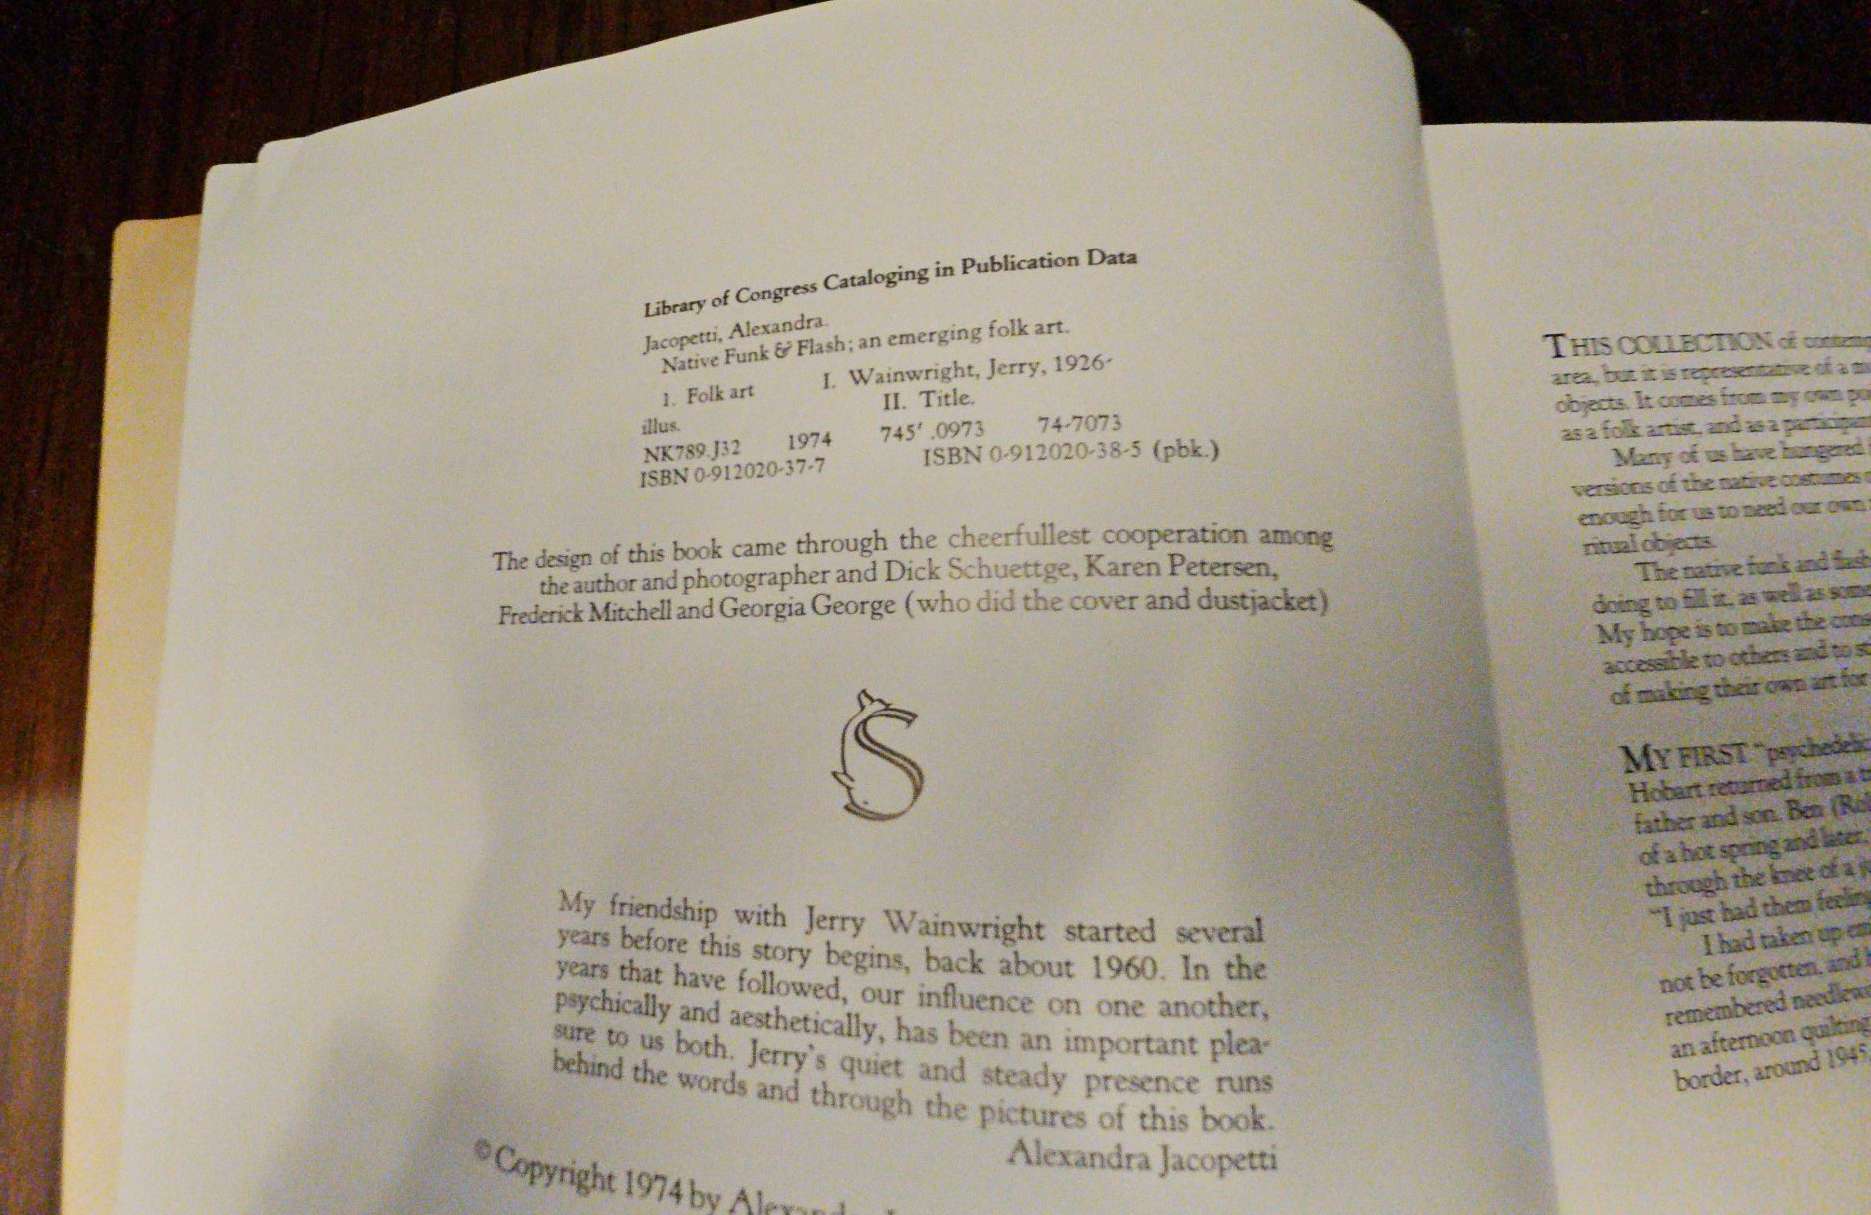 Library of Congress Cataloging in Publication Data
Jacopetti, Alexandra.
Native Funk & Flash; an emerging folk art.
1. Folk art I. Wainwright, Jerry, 1926-
II. Title.
illus.
NK789.J32 1974 745' .0973 74-7073
ISBN 0-912020-37-7 ISBN 0-912020-38-5 (pbk.)
The design of this book came through the cheerfullest cooperation among
the author and photographer and Dick Schuettge, Karen Petersen,
Frederick Mitchell and Georgia George (who did the cover and dustjacket)
S
My friendship with Jerry Wainwright started several
years before this story begins, back about 1960. In the
years that have followed, our influence on one another,
psychically and aesthetically, has been an important plea-
sure to us both. Jerry's quiet and steady presence runs
behind the words and through the pictures of this book.
Alexandra Jacopetti
© Copyright 1974 by
THIS COLLECTION of
area, but it is representative of a
objects. It comes from my own
as a folk artist, and as a
Many of us have hungered
versions of the native costumes
enough for us to need our own
ritual objects.
The native funk and flash
doing to fill it, as well as some
My hope is to make the
accessible to others and to
of making their own art for
MY FIRST "psychedelic
Hobart returned from a
father and son. Ben
of a hot spring and later,
through the knee of a
"I just had them feeling
I had taken up
not be forgotten, and
remembered
an afternoon quilting
border, around 1945